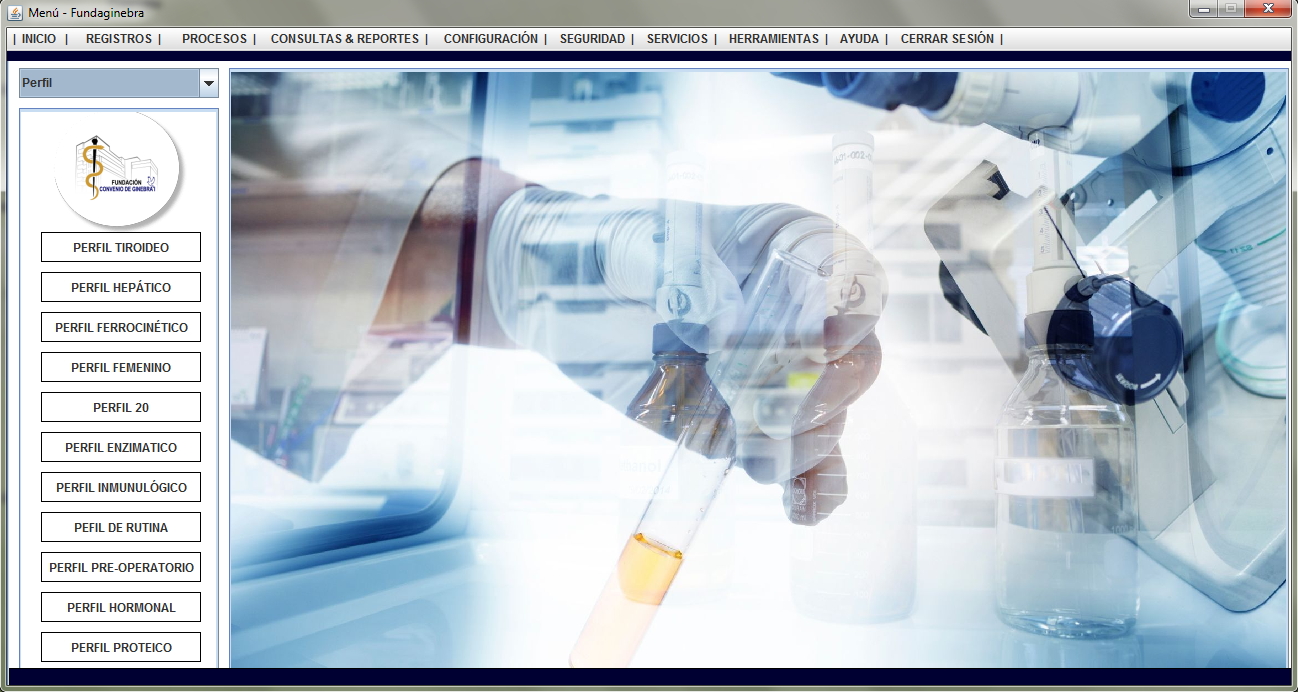 Menú - Fundaginebra
| INICIO | REGISTROS | PROCESOS | CONSULTAS & REPORTES | CONFIGURACIÓN | SEGURIDAD | SERVICIOS | HERRAMIENTAS | AYUDA | CERRAR SESIÓN |
Perfil
FUNDACIÓN
CONVENIO DE GINEBRA
PERFIL TIROIDEO
PERFIL HEPÁTICO
PERFIL FERROCINÉTICO
PERFIL FEMENINO
PERFIL 20
PERFIL ENZIMATICO
PERFIL INMUNULÓGICO
PEFIL DE RUTINA
PERFIL PRE-OPERATORIO
PERFIL HORMONAL
PERFIL PROTEICO